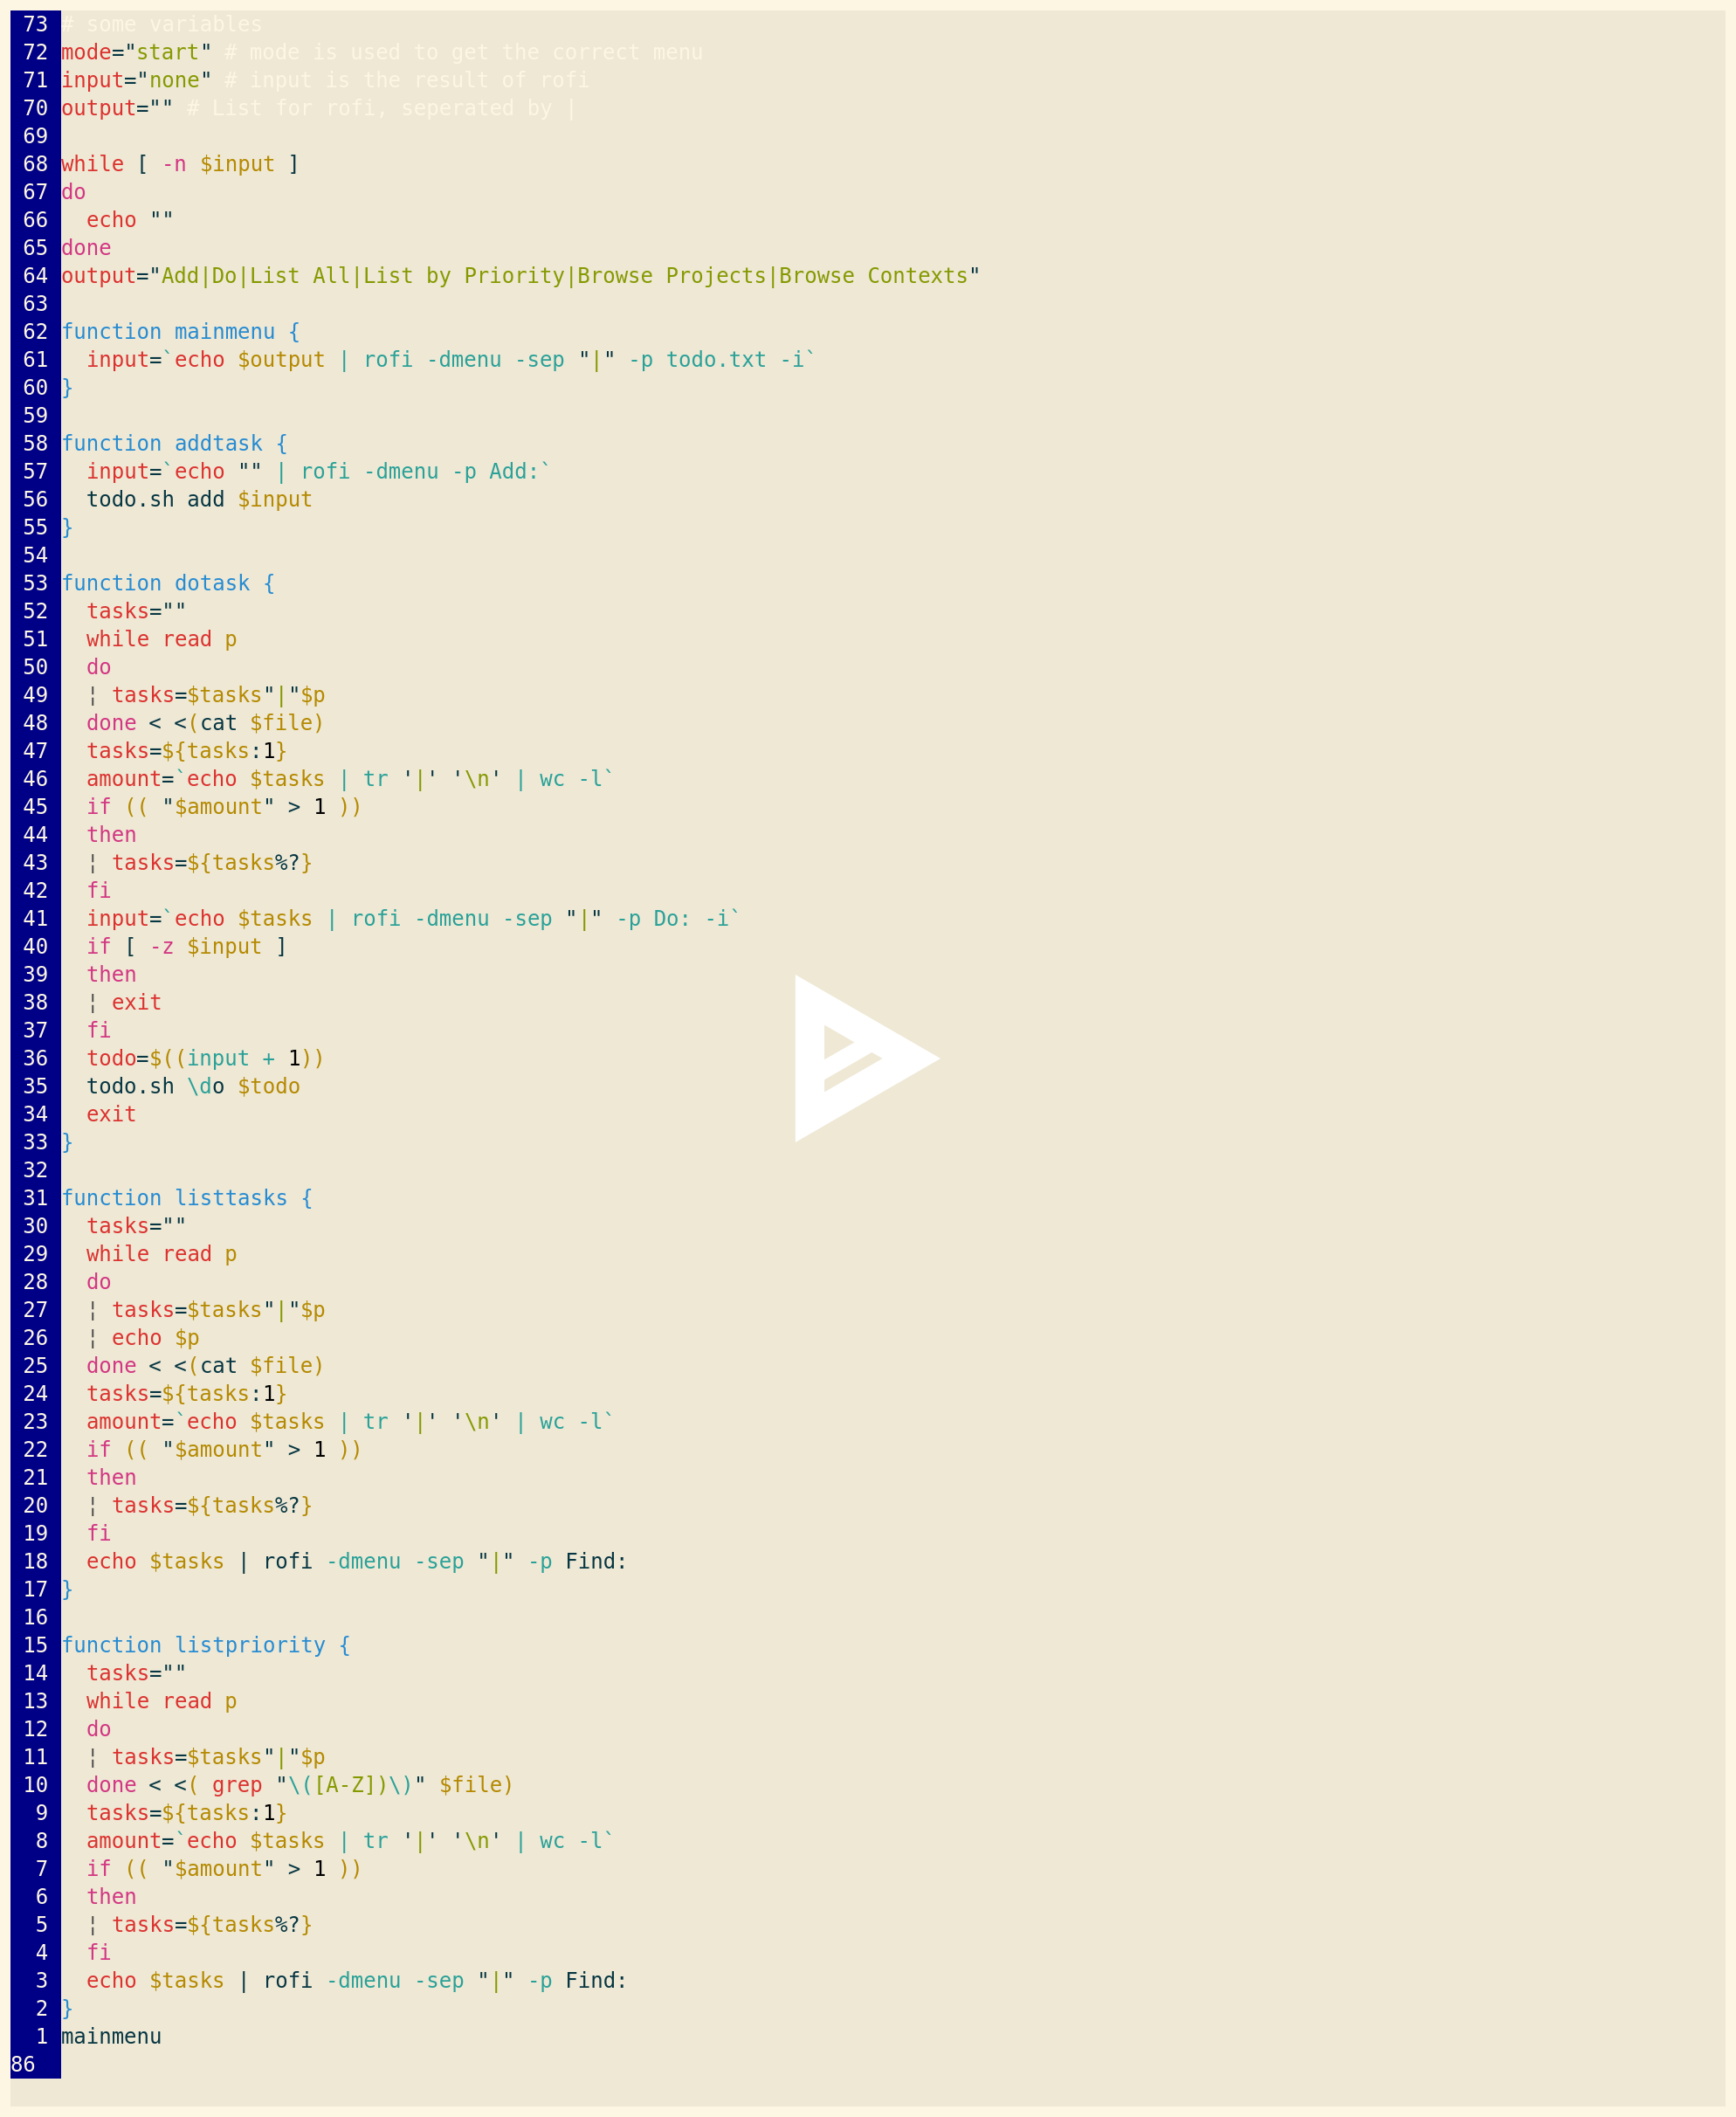 73 # some variables
72 mode="start" # mode is used to get the correct menu
71 input="none" # input is the result of rofi
70 output="" # List for rofi, seperated by |
69
68 while [ -n $input ]
67 do
66   echo ""
65 done
64 output="Add|Do|List All|List by Priority|Browse Projects|Browse Contexts"
63
62 function mainmenu {
61   input=`echo $output | rofi -dmenu -sep "|" -p todo.txt -i`
60 }
59
58 function addtask {
57   input=`echo "" | rofi -dmenu -p Add:`
56   todo.sh add $input
55 }
54
53 function dotask {
52   tasks=""
51   while read p
50   do
49   ¦ tasks=$tasks"|"$p
48   done < <(cat $file)
47   tasks=${tasks:1}
46   amount=`echo $tasks | tr '|' '\n' | wc -l`
45   if (( "$amount" > 1 ))
44   then
43   ¦ tasks=${tasks%?}
42   fi
41   input=`echo $tasks | rofi -dmenu -sep "|" -p Do: -i`
40   if [ -z $input ]
39   then
38   ¦ exit
37   fi
36   todo=$((input + 1))
35   todo.sh \do $todo
34   exit
33 }
32
31 function listtasks {
30   tasks=""
29   while read p
28   do
27   ¦ tasks=$tasks"|"$p
26   ¦ echo $p
25   done < <(cat $file)
24   tasks=${tasks:1}
23   amount=`echo $tasks | tr '|' '\n' | wc -l`
22   if (( "$amount" > 1 ))
21   then
20   ¦ tasks=${tasks%?}
19   fi
18   echo $tasks | rofi -dmenu -sep "|" -p Find:
17 }
16
15 function listpriority {
14   tasks=""
13   while read p
12   do
11   ¦ tasks=$tasks"|"$p
10   done < <( grep "\([A-Z])\)" $file)
9   tasks=${tasks:1}
8   amount=`echo $tasks | tr '|' '\n' | wc -l`
7   if (( "$amount" > 1 ))
6   then
5   ¦ tasks=${tasks%?}
4   fi
3   echo $tasks | rofi -dmenu -sep "|" -p Find:
2 }
1 mainmenu
86